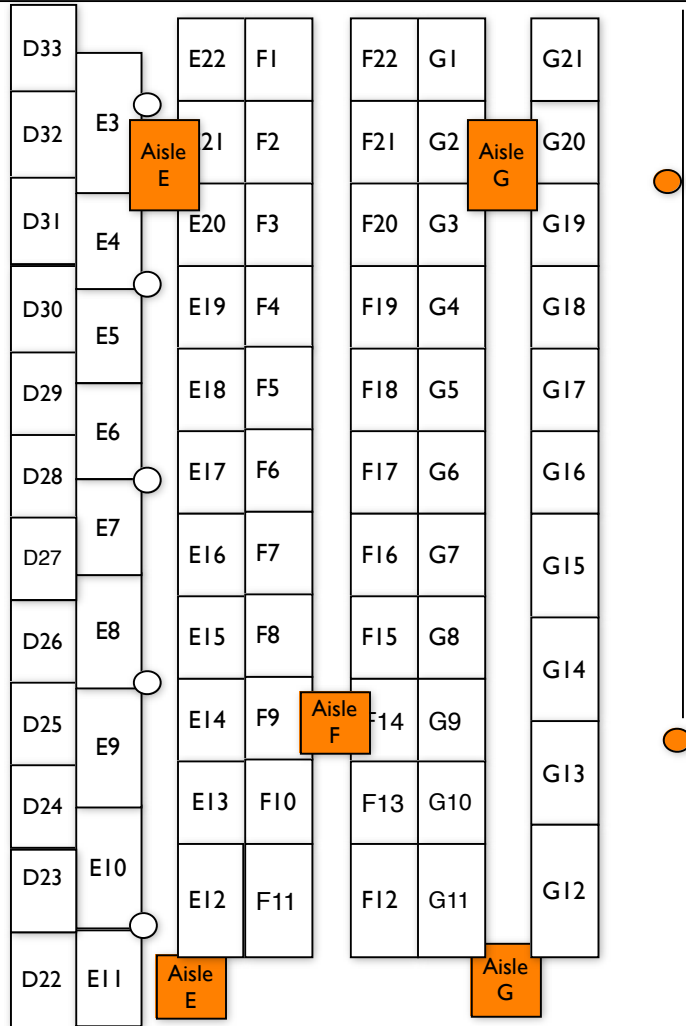 D33 E22 F1 F22 G1 G21
D32 E3 Aisle 21 F2 F21 G2 Aisle G20
E G
D31 E4 E20 F3 F20 G3 G19
D30 E5 E19 F4 F19 G4 G18
D29 E6 E18 F5 F18 G5 G17
D28 E17 F6 F17 G6 G16
D27 E7 E16 F7 F16 G7 G15
D26 E8 E15 F8 F15 G8 G14
D25 E9 E14 F9 Aisle F14 G9
F
D24 E13 F10 F13 G10 G13
D23 E10 E12 F11 F12 G11 G12
D22 E11 Aisle Aisle
E G